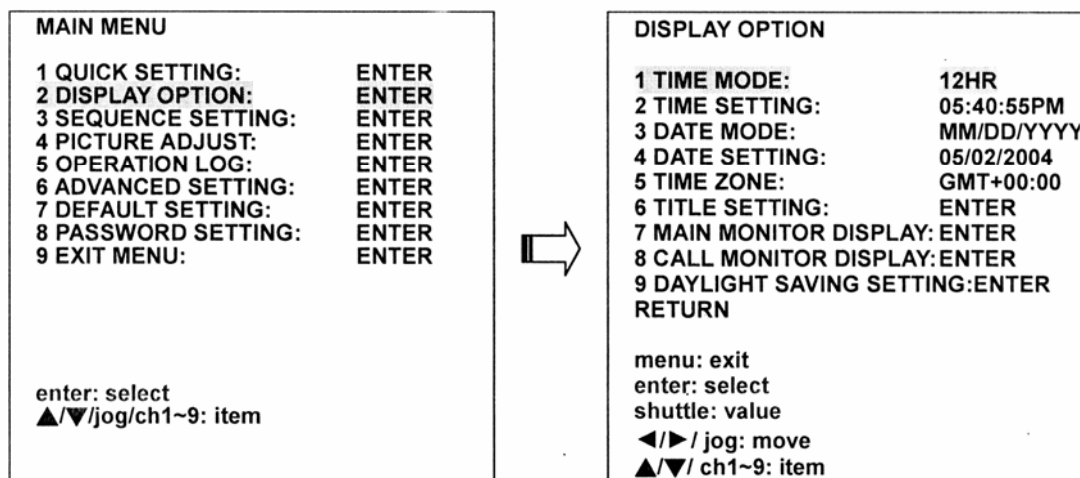 MAIN MENU
1 QUICK SETTING: ENTER
2 DISPLAY OPTION: ENTER
3 SEQUENCE SETTING: ENTER
4 PICTURE ADJUST: ENTER
5 OPERATION LOG: ENTER
6 ADVANCED SETTING: ENTER
7 DEFAULT SETTING: ENTER
8 PASSWORD SETTING: ENTER
9 EXIT MENU: ENTER
enter: select
▲/▼/jog/ch1~9: item
DISPLAY OPTION
1 TIME MODE: 12HR
2 TIME SETTING: 05:40:55PM
3 DATE MODE: MM/DD/YYYY
4 DATE SETTING: 05/02/2004
5 TIME ZONE: GMT+00:00
6 TITLE SETTING: ENTER
7 MAIN MONITOR DISPLAY: ENTER
8 CALL MONITOR DISPLAY: ENTER
9 DAYLIGHT SAVING SETTING:ENTER
RETURN
menu: exit
enter: select
shuttle: value
◄/►/ jog: move
▲/▼/ ch1~9: item